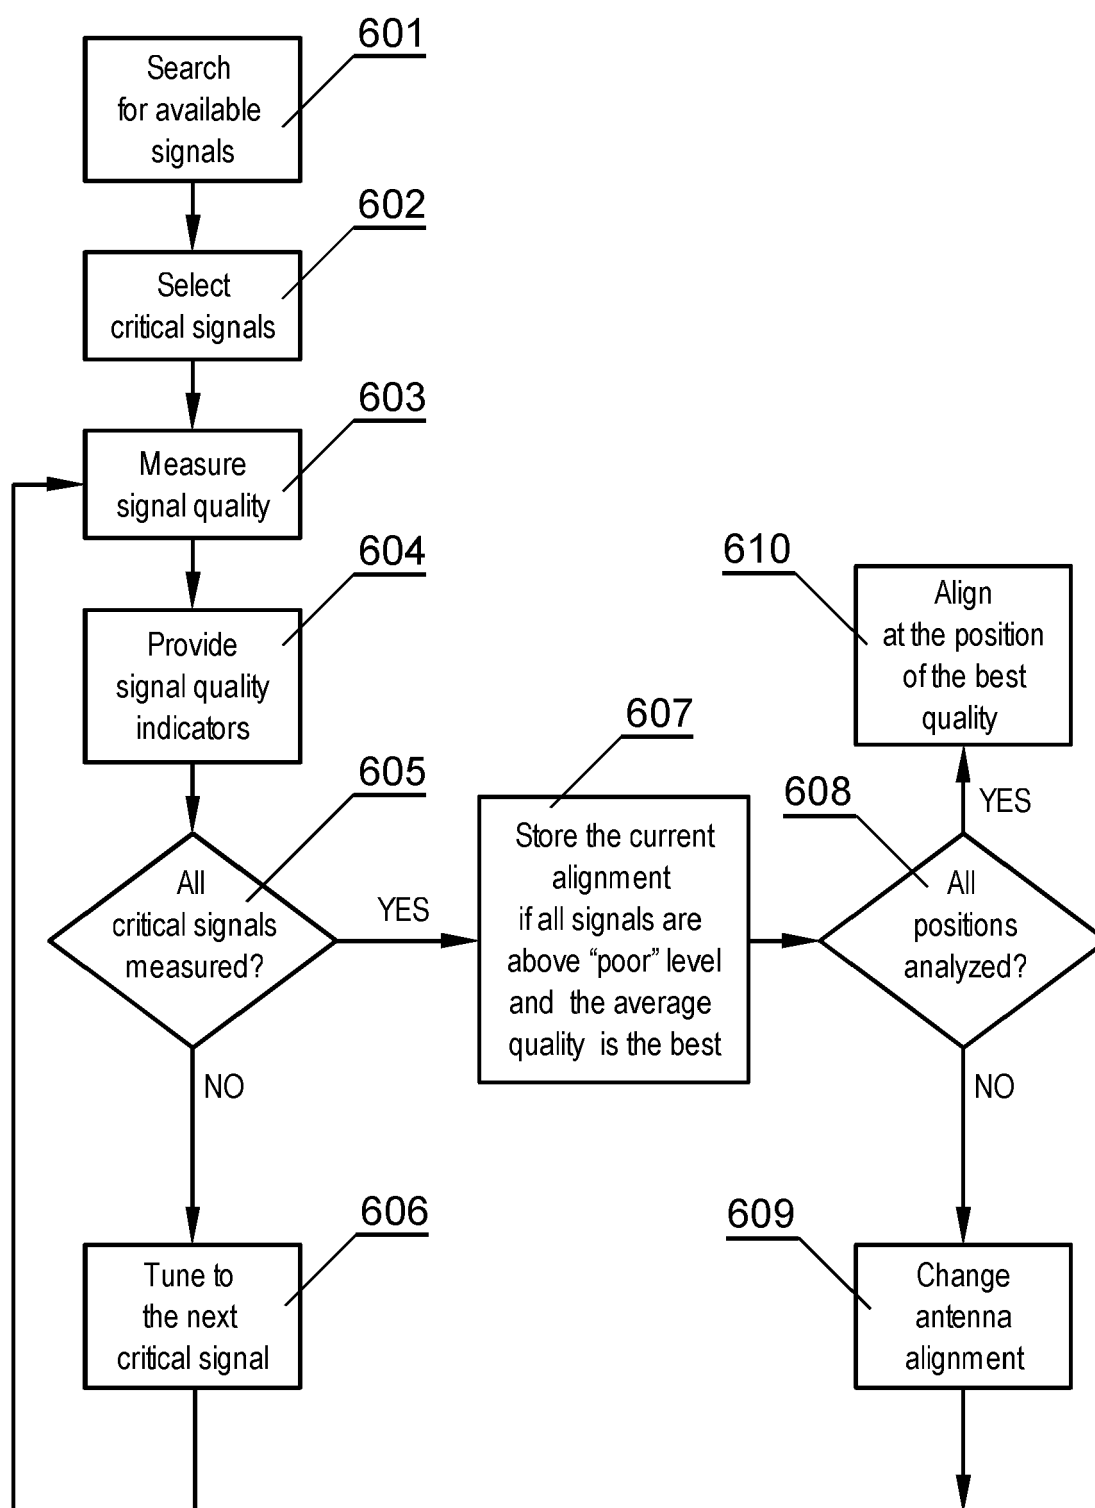 601
Search
for available
signals
602
Select
critical signals
603
Measure
signal quality
604
Provide
signal quality
indicators
605
All
critical signals
measured?
YES
NO
606
Tune to
the next
critical signal
607
Store the current
alignment
if all signals are
above “poor” level
and the average
quality is the best
608
All
positions
analyzed?
YES
NO
610
Align
at the position
of the best
quality
609
Change
antenna
alignment